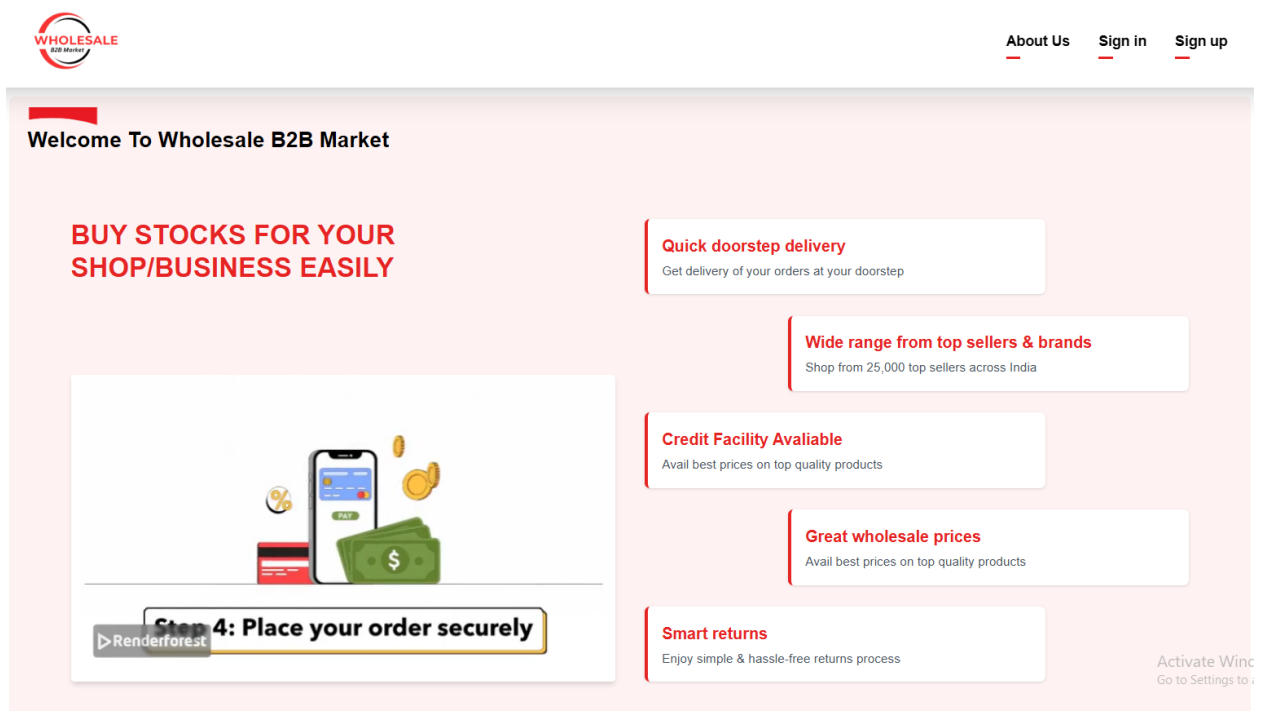 WHOLESALE
B2B Market
About Us
Sign in
Sign up
Welcome To Wholesale B2B Market
BUY STOCKS FOR YOUR
SHOP/BUSINESS EASILY
%
PAY
$
Step 4: Place your order securely
Renderforest
Quick doorstep delivery
Get delivery of your orders at your doorstep
Wide range from top sellers & brands
Shop from 25,000 top sellers across India
Credit Facility Avaliable
Avail best prices on top quality products
Great wholesale prices
Avail best prices on top quality products
Smart returns
Enjoy simple & hassle-free returns process
Activate Winc
Go to Settings to